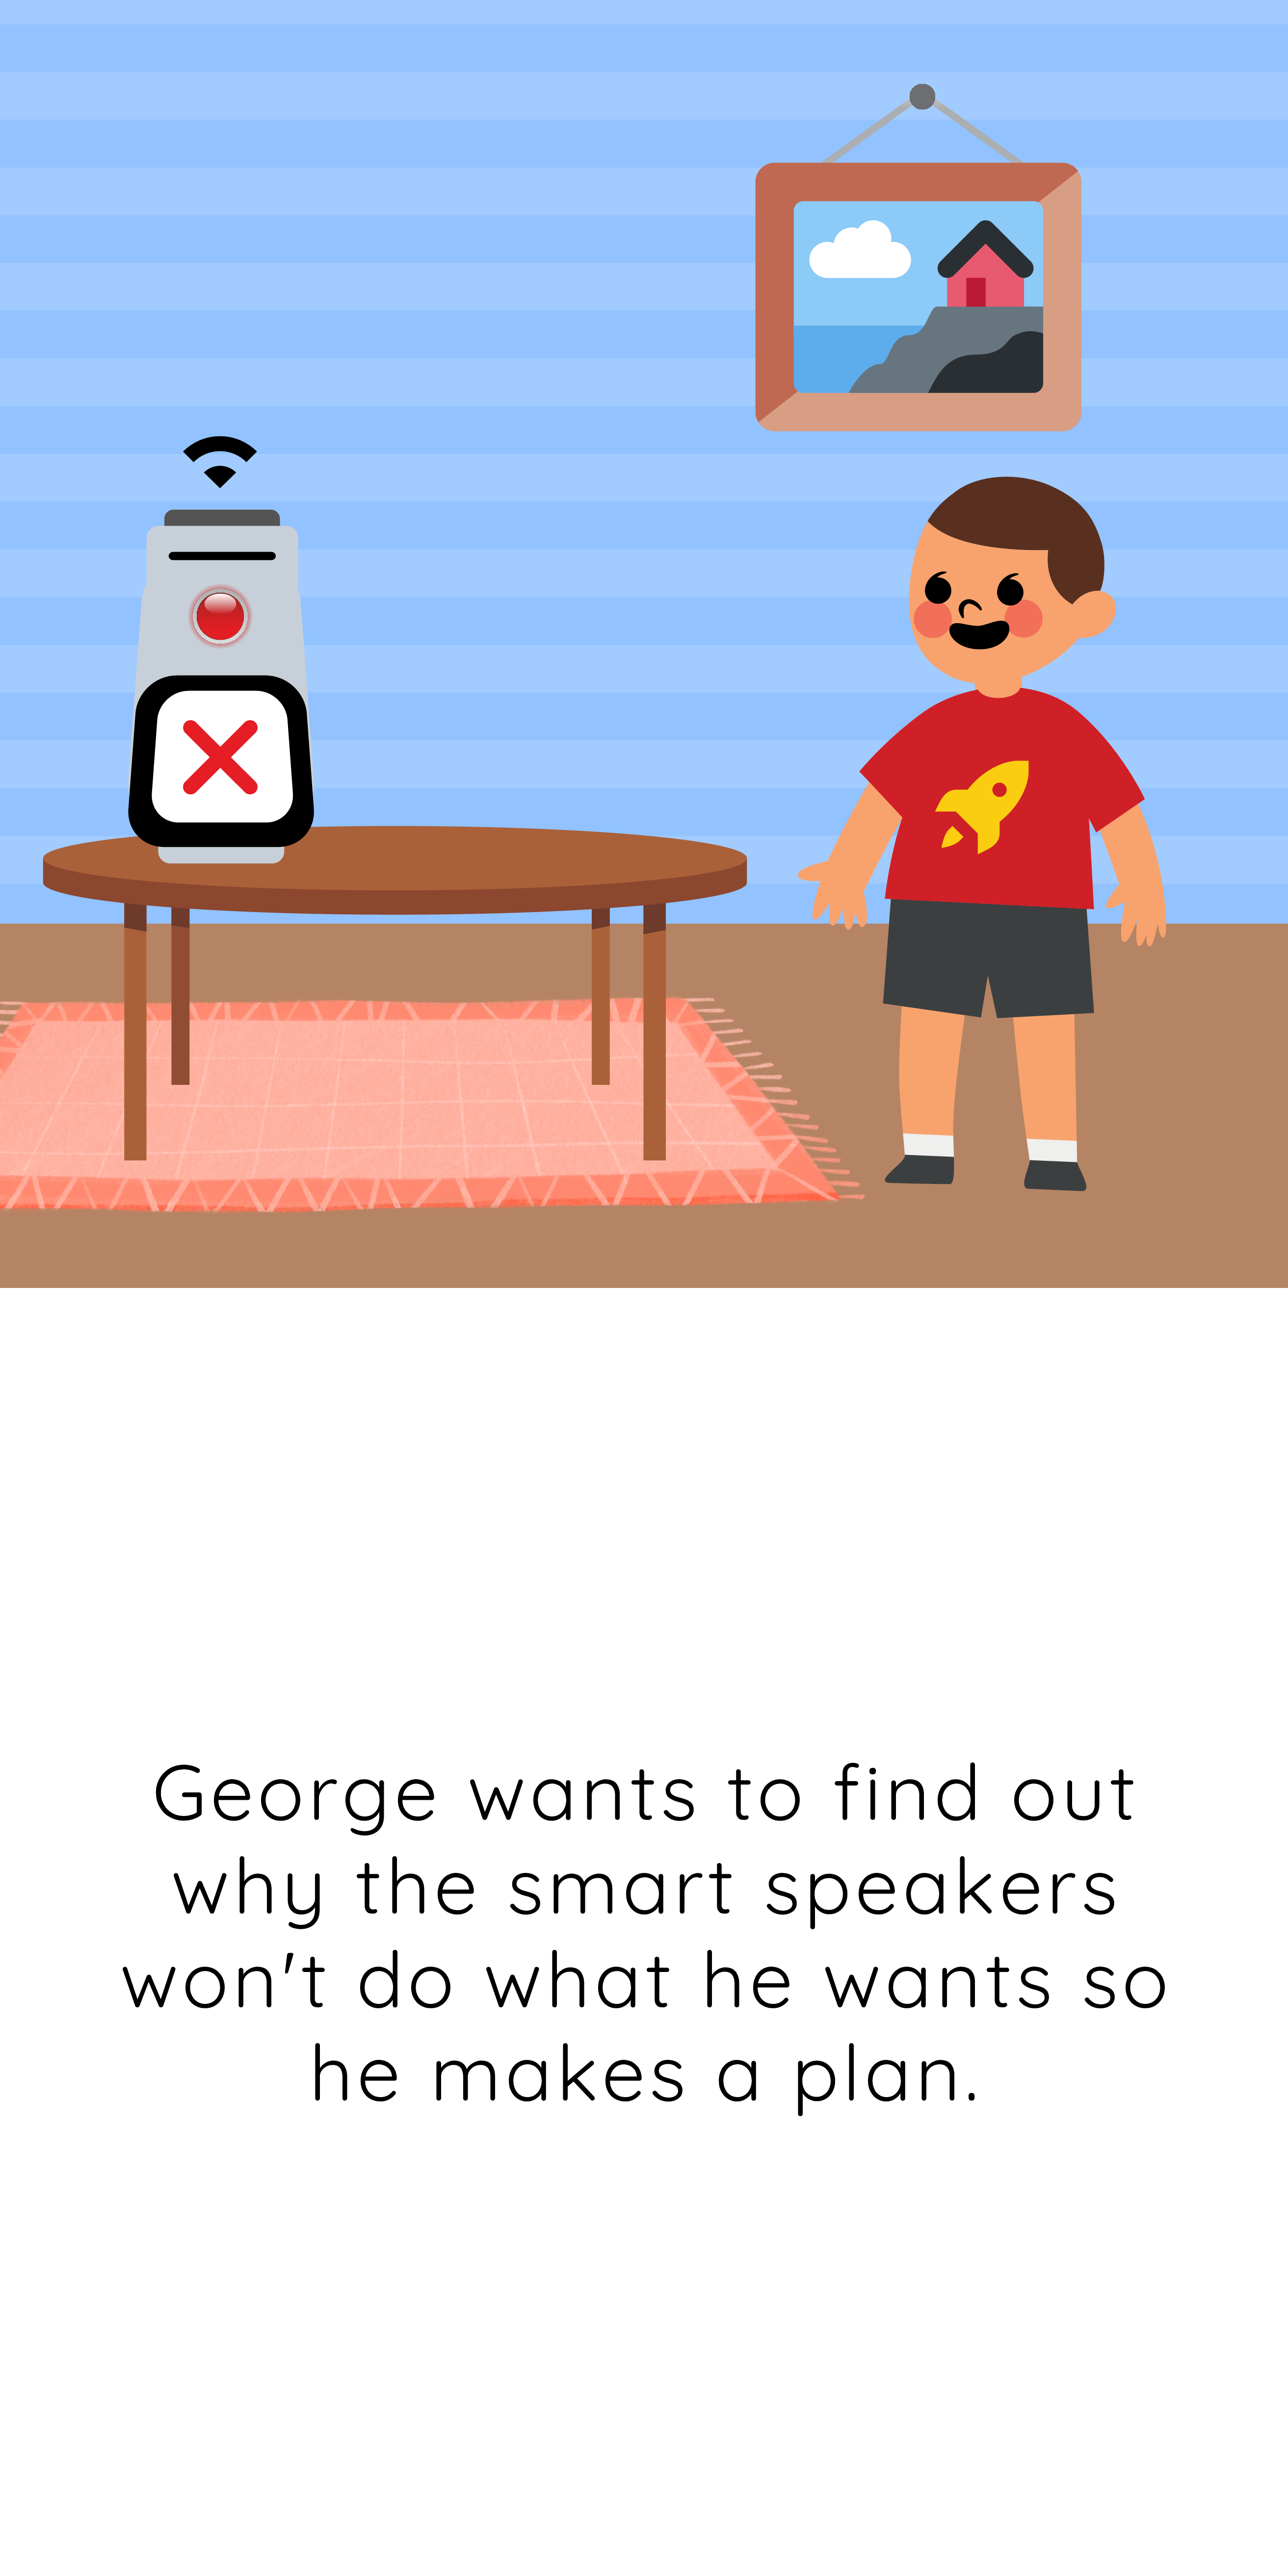 George wants to find out
why the smart speakers
won't do what he wants so
he makes a plan.